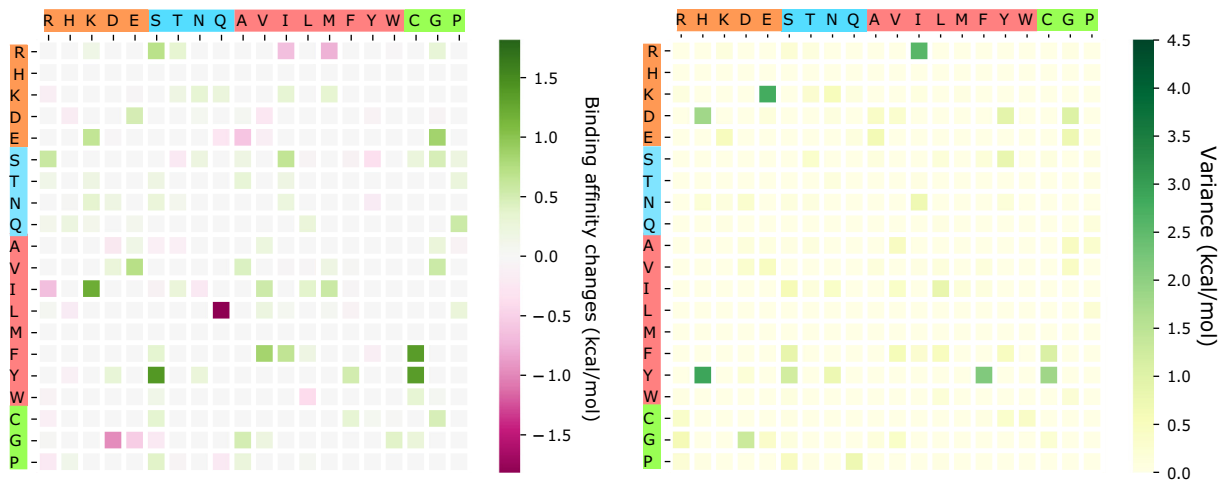 R H K D E S T N Q A V I L M F Y W C G P
R
H
K
D
E
S
T
N
Q
A
V
I
L
M
F
Y
W
C
G
P
1.5
1.0
0.5
0.0
−0.5
−1.0
−1.5
Binding affinity changes (kcal/mol)
R H K D E S T N Q A V I L M F Y W C G P
R
H
K
D
E
S
T
N
Q
A
V
I
L
M
F
Y
W
C
G
P
4.5
4.0
3.5
3.0
2.5
2.0
1.5
1.0
0.5
0.0
Variance (kcal/mol)